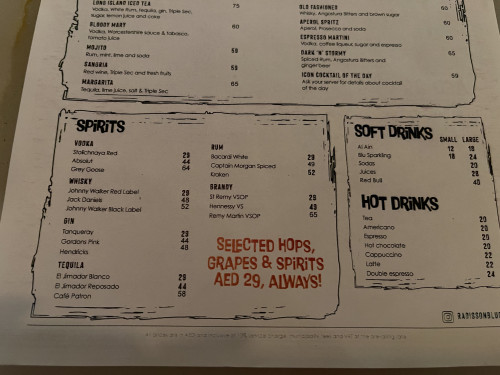 LONG ISLAND ICED TEA 75
Vodka, White Rum, tequila, gin, Triple Sec,
sugar, lemon juice and coke
BLOODY MARY 60
Vodka, Worcestershire sauce & tabasco,
tomato juice
MOJITO 59
Rum, mint, lime and soda
SANGRIA 59
Red wine, Triple Sec and fresh fruits
MARGARITA 60
Tequila, lime juice, salt & Triple Sec
OLD FASHIONED
Whisky, Angostura Bitters and brown sugar
APEROL SPRITZ 60
Aperol, Prosecco and soda
ESPRESSO MARTINI 60
Vodka, coffee liqueur, sugar and espresso
DARK 'N' STORMY 65
Spiced Rum, Angostura Bitters and
ginger beer
ICON COCKTAIL OF THE DAY 59
Ask your server for details about cocktail
of the day
SPIRITS
VODKA
Stolichnaya Red 29
Absolut 44
Grey Goose 64
WHISKY
Johnny Walker Red Label 29
Jack Daniels 48
Johnny Walker Black Label 52
GIN
Tanqueray 29
Gordons Pink 44
Hendricks 48
TEQUILA
El Jimador Blanco 29
El Jimador Reposado 44
Café Patron 58
RUM
Bacardi White 29
Captain Morgan Spiced 49
Kraken 52
BRANDY
St Remy VSOP 29
Hennessy VS 49
Remy Martin VSOP 65
SELECTED HOPS,
GRAPES & SPIRITS
AED 29, ALWAYS!
SOFT DRINKS
SMALL LARGE
Al Ain 12 18
Blu Sparkling 18 24
Sodas 20
Juices 28
Red Bull 45
HOT DRINKS
Tea 20
Americano 20
Espresso 20
Hot chocolate 20
Cappuccino 22
Latte 22
Double espresso 24
RADISSONBLU